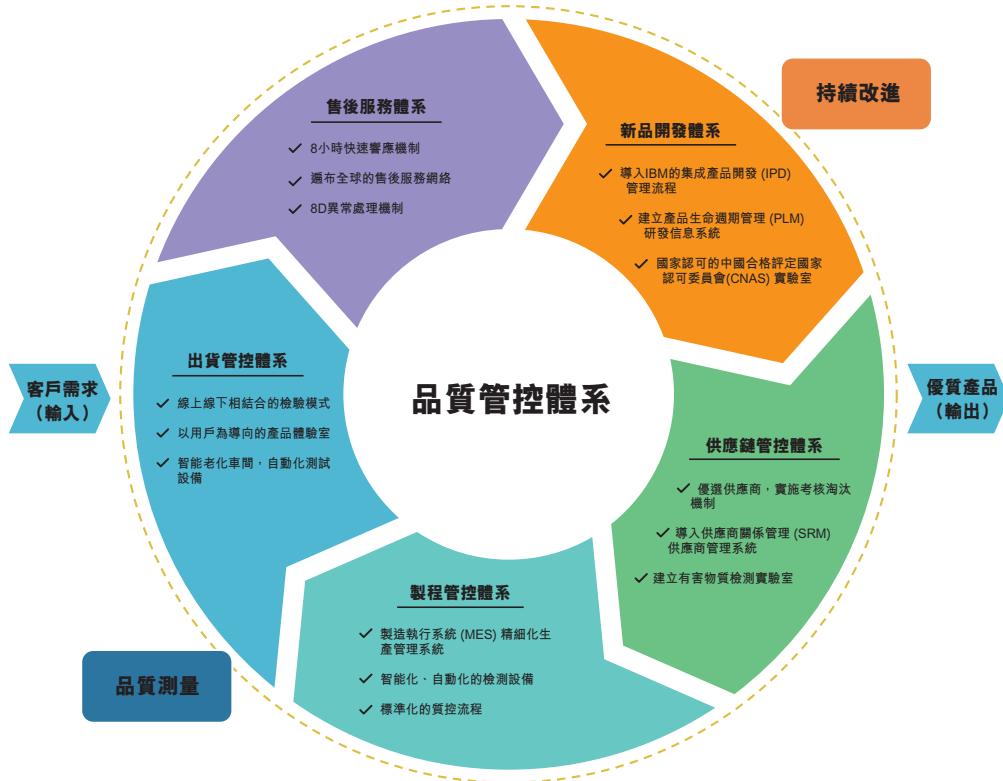 持續改進
售後服務體系
8小時快速響應機制
遍布全球的售後服務網絡
8D異常處理機制
新品開發體系
導入IBM的集成產品開發 (IPD)
管理流程
建立產品生命週期管理 (PLM)
研發信息系統
國家認可的中國合格評定國家
認可委員會(CNAS) 實驗室
客戶需求
（輸入）
出貨管控體系
線上線下相結合的檢驗模式
以用戶為導向的產品體驗室
智能老化車間，自動化測試
設備
品質管控體系
優質產品
（輸出）
供應鏈管控體系
優選供應商，實施考核淘汰
機制
導入供應商關係管理 (SRM)
供應商管理系統
建立有害物質檢測實驗室
製程管控體系
製造執行系統 (MES) 精細化生
產管理系統
智能化、自動化的檢測設備
標準化的質控流程
品質測量